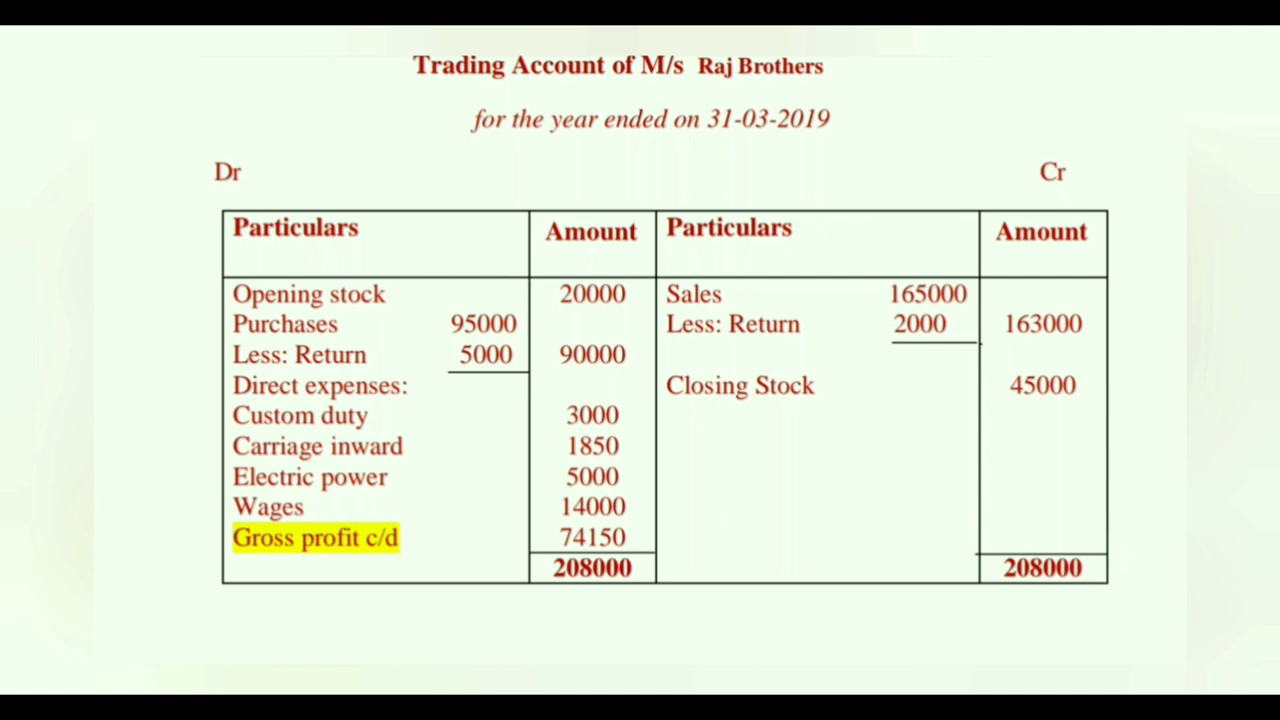 Trading Account of M/s Raj Brothers
for the year ended on 31-03-2019
Dr Cr
Particulars Amount Particulars Amount
Opening stock 20000 Sales 165000
Purchases 95000 Less: Return 2000 163000
Less: Return 5000 90000
Direct expenses: Closing Stock 45000
Custom duty 3000
Carriage inward 1850
Electric power 5000
Wages 14000
Gross profit c/d 74150
208000 208000